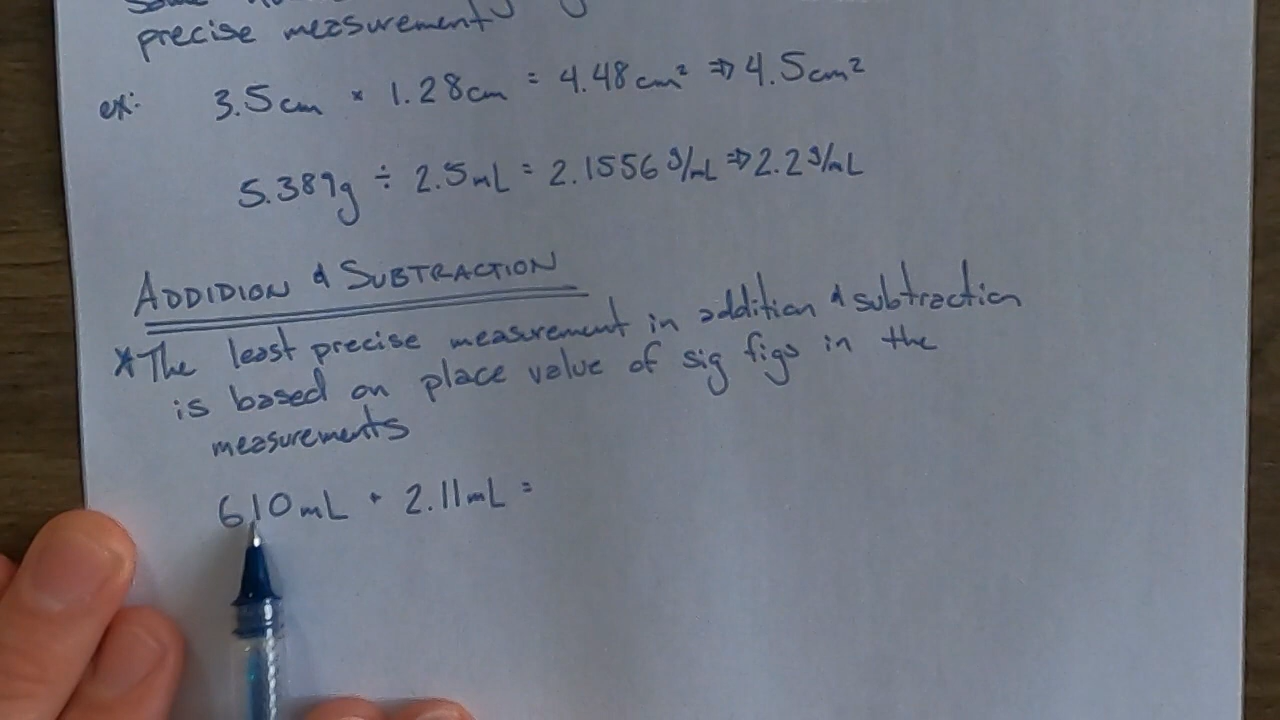 precise measurement
ex: 3.5cm × 1.28cm = 4.48cm² ⇒ 4.5cm²
5.389g ÷ 2.5mL = 2.1556 g/mL ⇒ 2.2 g/mL
ADDIDION & SUBTRACTION
*The least precise measurement in addition & subtraction
is based on place value of sig figs in the
measurements
610mL + 2.11mL =